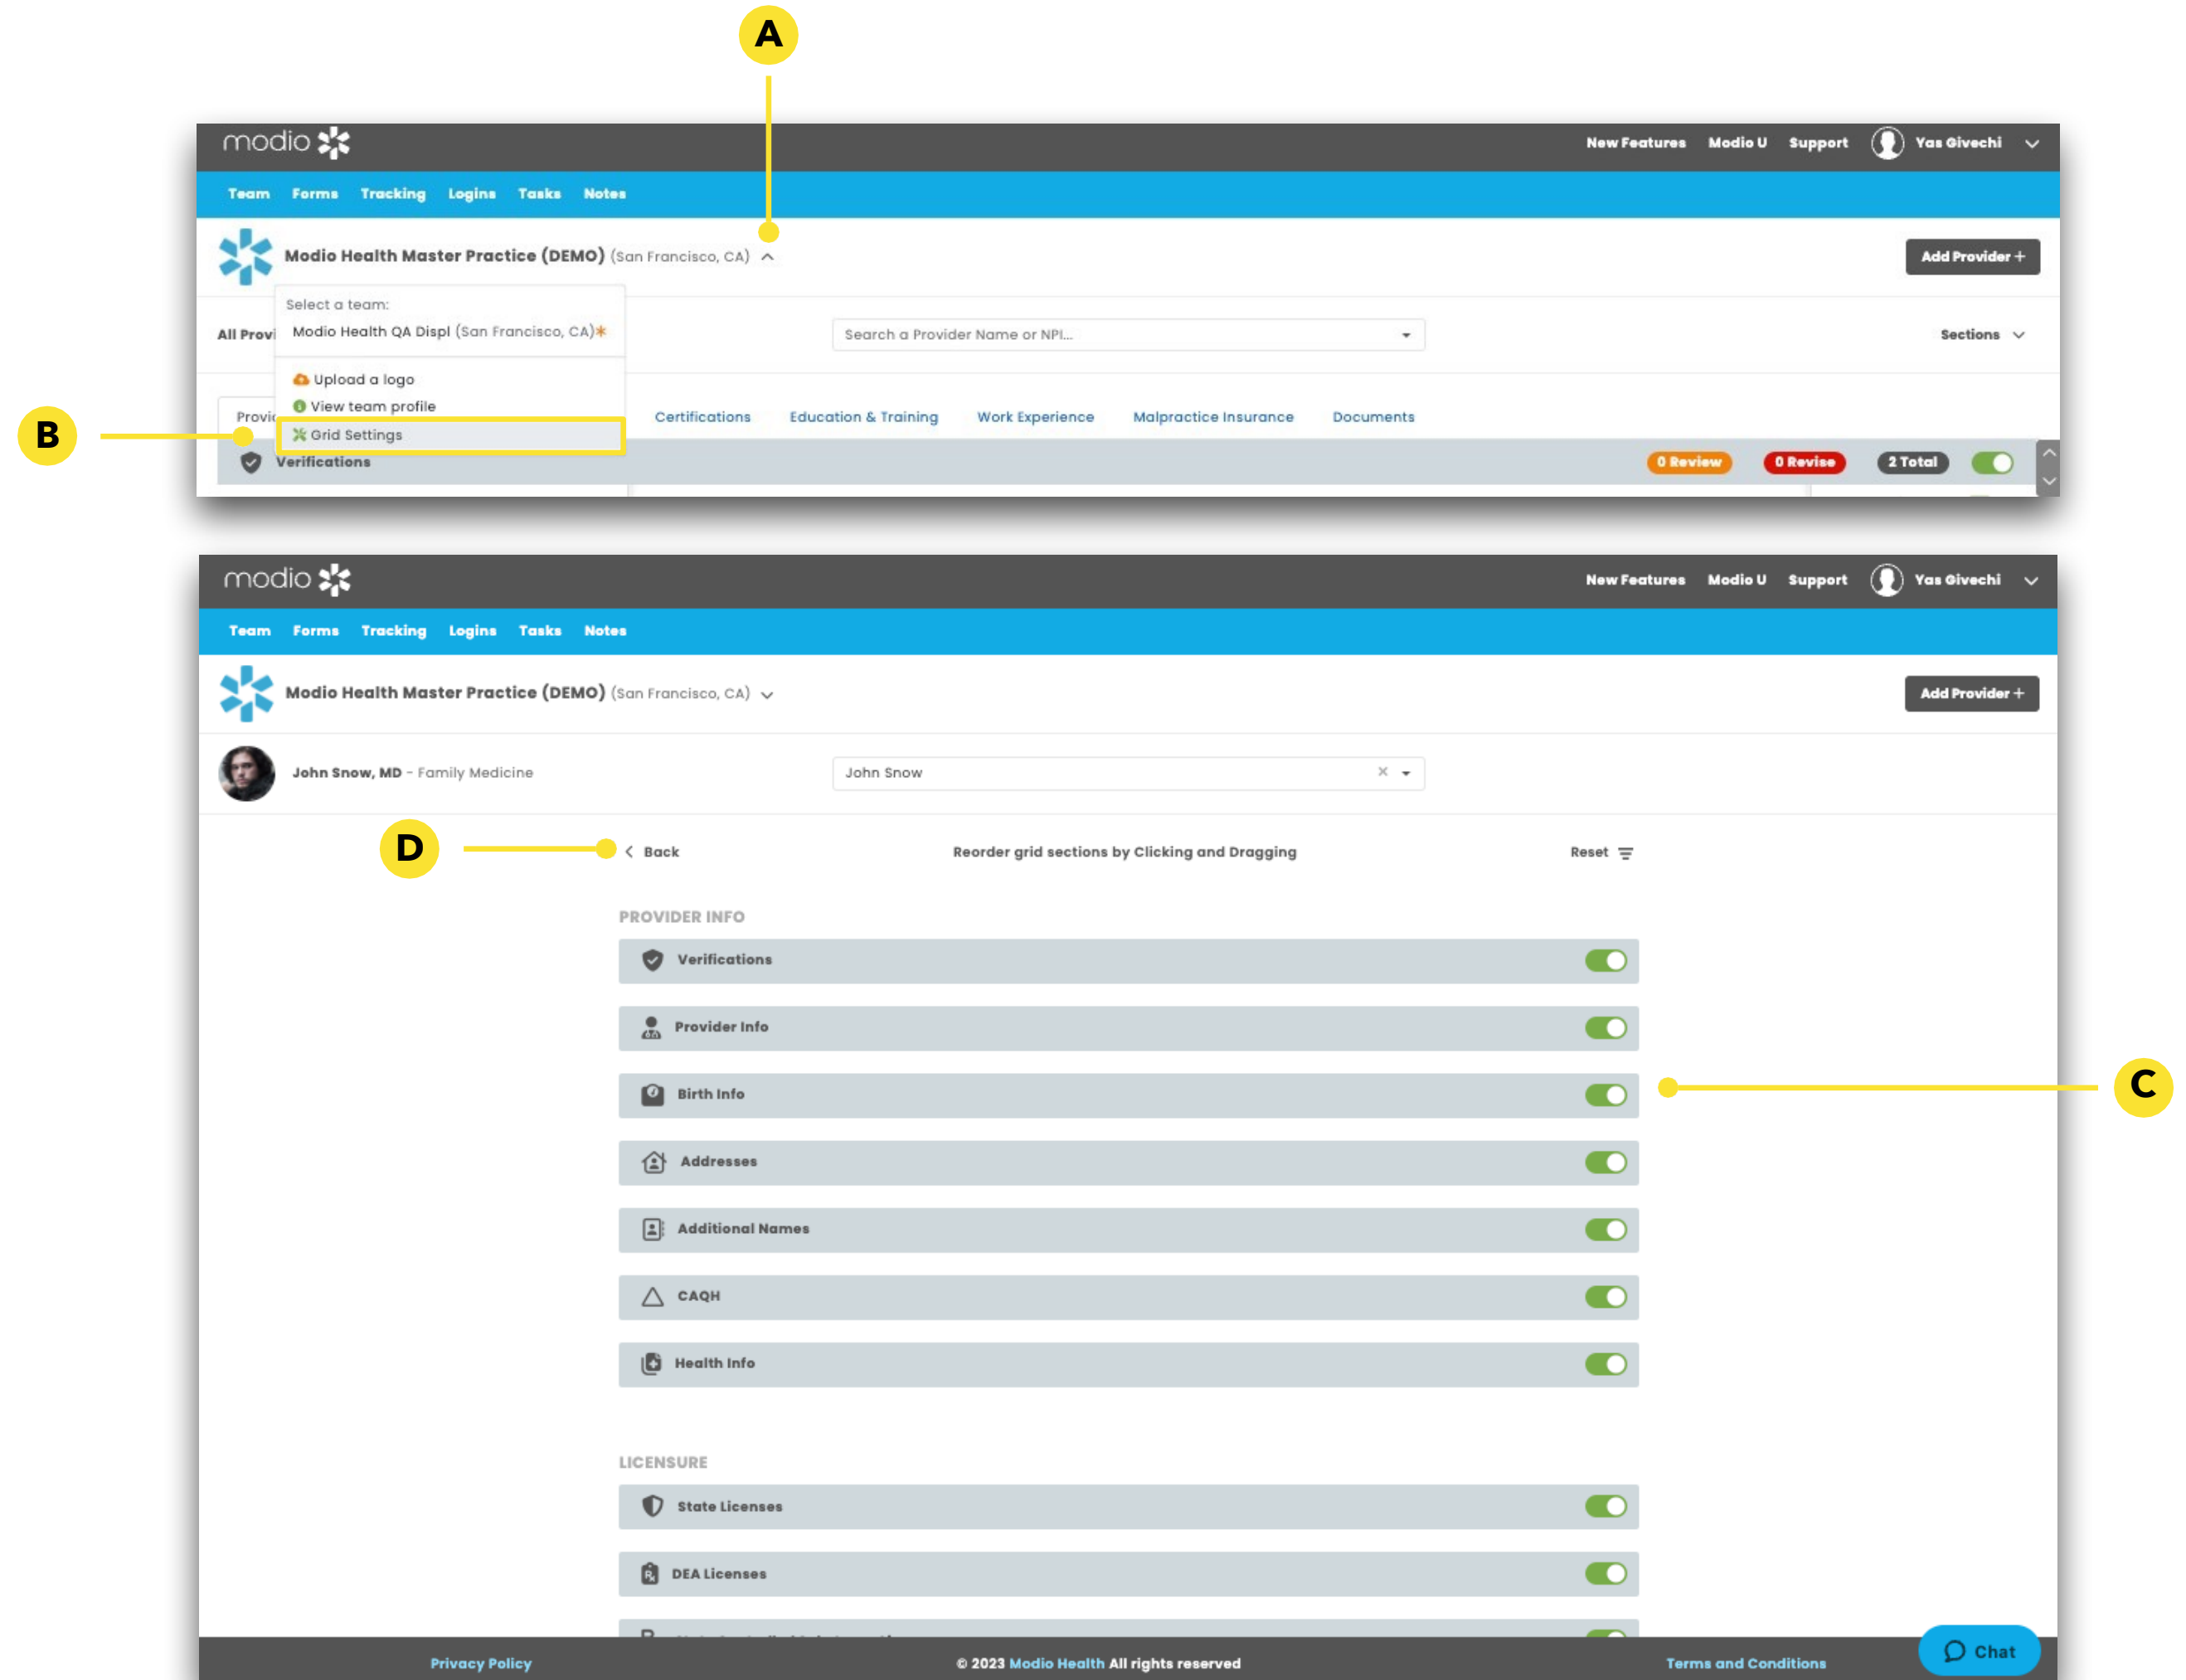 A
modio
New Features Modio U Support Yas Givechi
Team Forms Tracking Logins Tasks Notes
Modio Health Master Practice (DEMO) (San Francisco, CA)
Add Provider +
Select a team:
Modio Health QA Displ (San Francisco, CA)*
All Provi
Search a Provider Name or NPI...
Sections
Upload a logo
View team profile
Grid Settings
Provi
Certifications Education & Training Work Experience Malpractice Insurance Documents
B
Verifications
0 Review 0 Revise 2 Total
modio
New Features Modio U Support Yas Givechi
Team Forms Tracking Logins Tasks Notes
Modio Health Master Practice (DEMO) (San Francisco, CA)
Add Provider +
John Snow, MD - Family Medicine
John Snow
D
Back
Reorder grid sections by Clicking and Dragging
Reset
PROVIDER INFO
Verifications
Provider Info
Birth Info
C
Addresses
Additional Names
CAQH
Health Info
LICENSURE
State Licenses
DEA Licenses
Privacy Policy
© 2023 Modio Health All rights reserved
Terms and Conditions
Chat